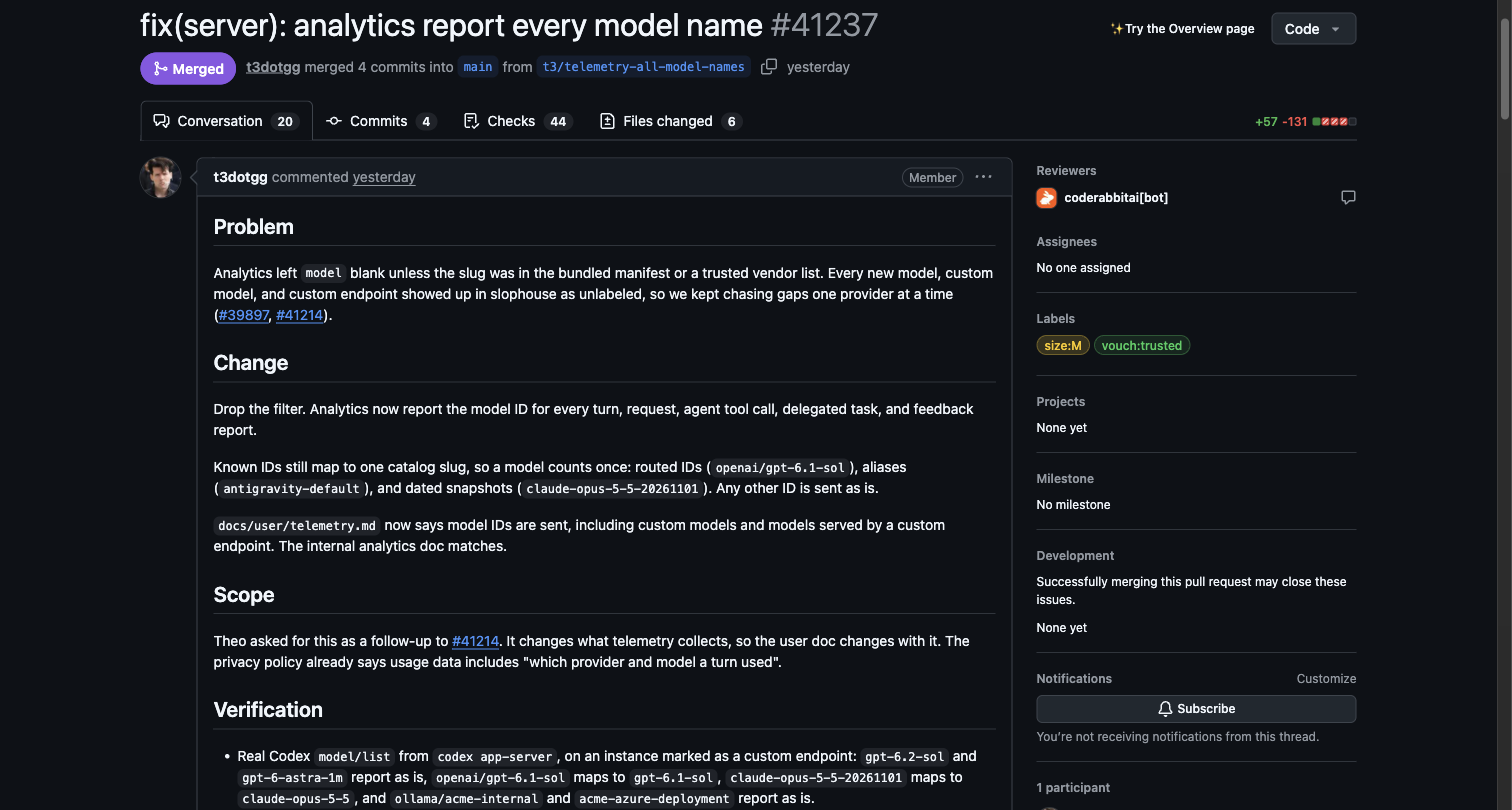 fix(server): analytics report every model name #41237
✨Try the Overview page
Code
Merged
t3dotgg merged 4 commits into main from t3/telemetry-all-model-names yesterday
Conversation 20
Commits 4
Checks 44
Files changed 6
+57 -131
t3dotgg commented yesterday
Member
Problem
Analytics left model blank unless the slug was in the bundled manifest or a trusted vendor list. Every new model, custom
model, and custom endpoint showed up in slophouse as unlabeled, so we kept chasing gaps one provider at a time
(#39897, #41214).
Change
Drop the filter. Analytics now report the model ID for every turn, request, agent tool call, delegated task, and feedback
report.
Known IDs still map to one catalog slug, so a model counts once: routed IDs (openai/gpt-6.1-sol), aliases
(antigravity-default), and dated snapshots (claude-opus-5-5-20261101). Any other ID is sent as is.
docs/user/telemetry.md now says model IDs are sent, including custom models and models served by a custom
endpoint. The internal analytics doc matches.
Scope
Theo asked for this as a follow-up to #41214. It changes what telemetry collects, so the user doc changes with it. The
privacy policy already says usage data includes "which provider and model a turn used".
Verification
• Real Codex model/list from codex app-server, on an instance marked as a custom endpoint: gpt-6.2-sol and
gpt-6-astra-1m report as is, openai/gpt-6.1-sol maps to gpt-6.1-sol, claude-opus-5-5-20261101 maps to
claude-opus-5-5, and ollama/acme-internal and acme-azure-deployment report as is.
Reviewers
coderabbitai[bot]
Assignees
No one assigned
Labels
size:M
vouch:trusted
Projects
None yet
Milestone
No milestone
Development
Successfully merging this pull request may close these
issues.
None yet
Notifications
Customize
Subscribe
You're not receiving notifications from this thread.
1 participant